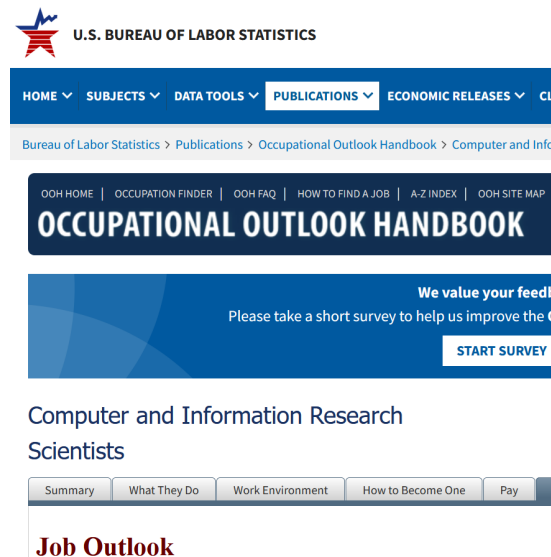 U.S. BUREAU OF LABOR STATISTICS
HOME SUBJECTS DATA TOOLS PUBLICATIONS ECONOMIC RELEASES
Bureau of Labor Statistics > Publications > Occupational Outlook Handbook > Computer and
OOH HOME | OCCUPATION FINDER | OOH FAQ | HOW TO FIND A JOB | A-Z INDEX | OOH SITE MAP
OCCUPATIONAL OUTLOOK HANDBOOK
We value your
Please take a short survey to help us improve the
START SURVEY
Computer and Information Research
Scientists
Summary What They Do Work Environment How to Become One Pay
Job Outlook